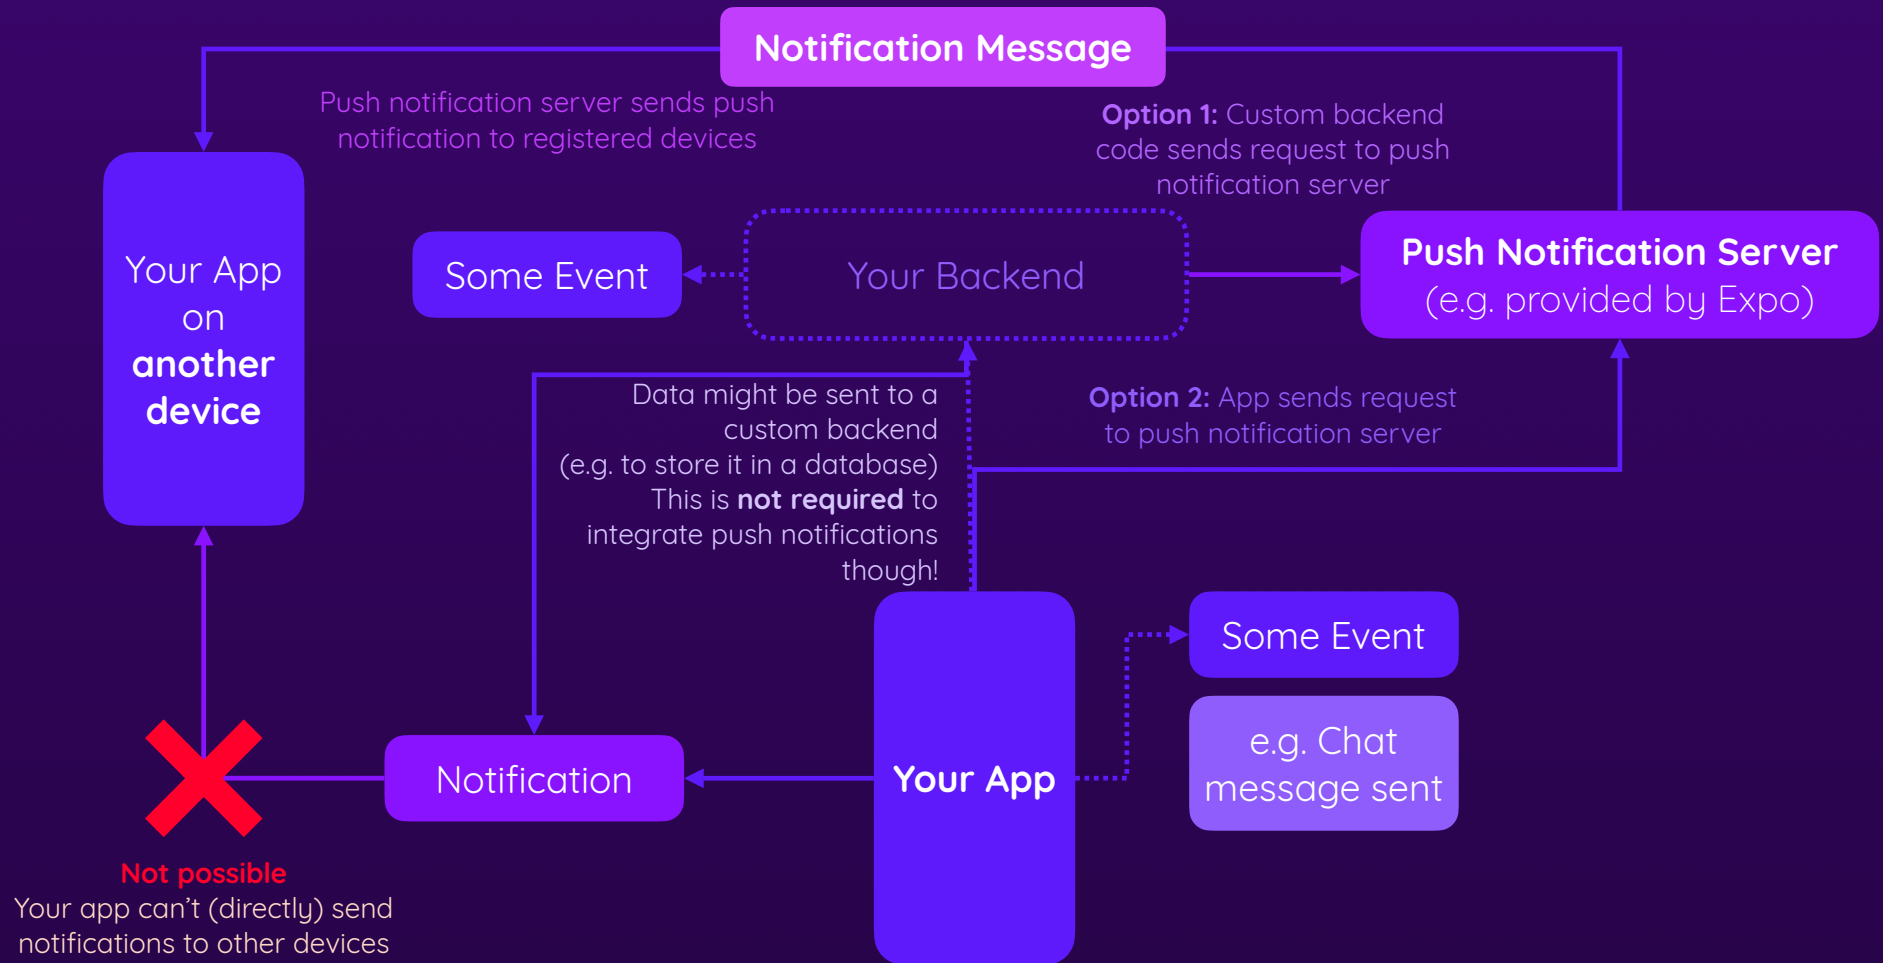 Notification Message
Push notification server sends push
notification to registered devices
Option 1: Custom backend
code sends request to push
notification server
Your App
on
another
device
Some Event
Your Backend
Push Notification Server
(e.g. provided by Expo)
Data might be sent to a
custom backend
(e.g. to store it in a database)
This is not required to
integrate push notifications
though!
Option 2: App sends request
to push notification server
Some Event
e.g. Chat
message sent
Notification
Your App
Not possible
Your app can’t (directly) send
notifications to other devices